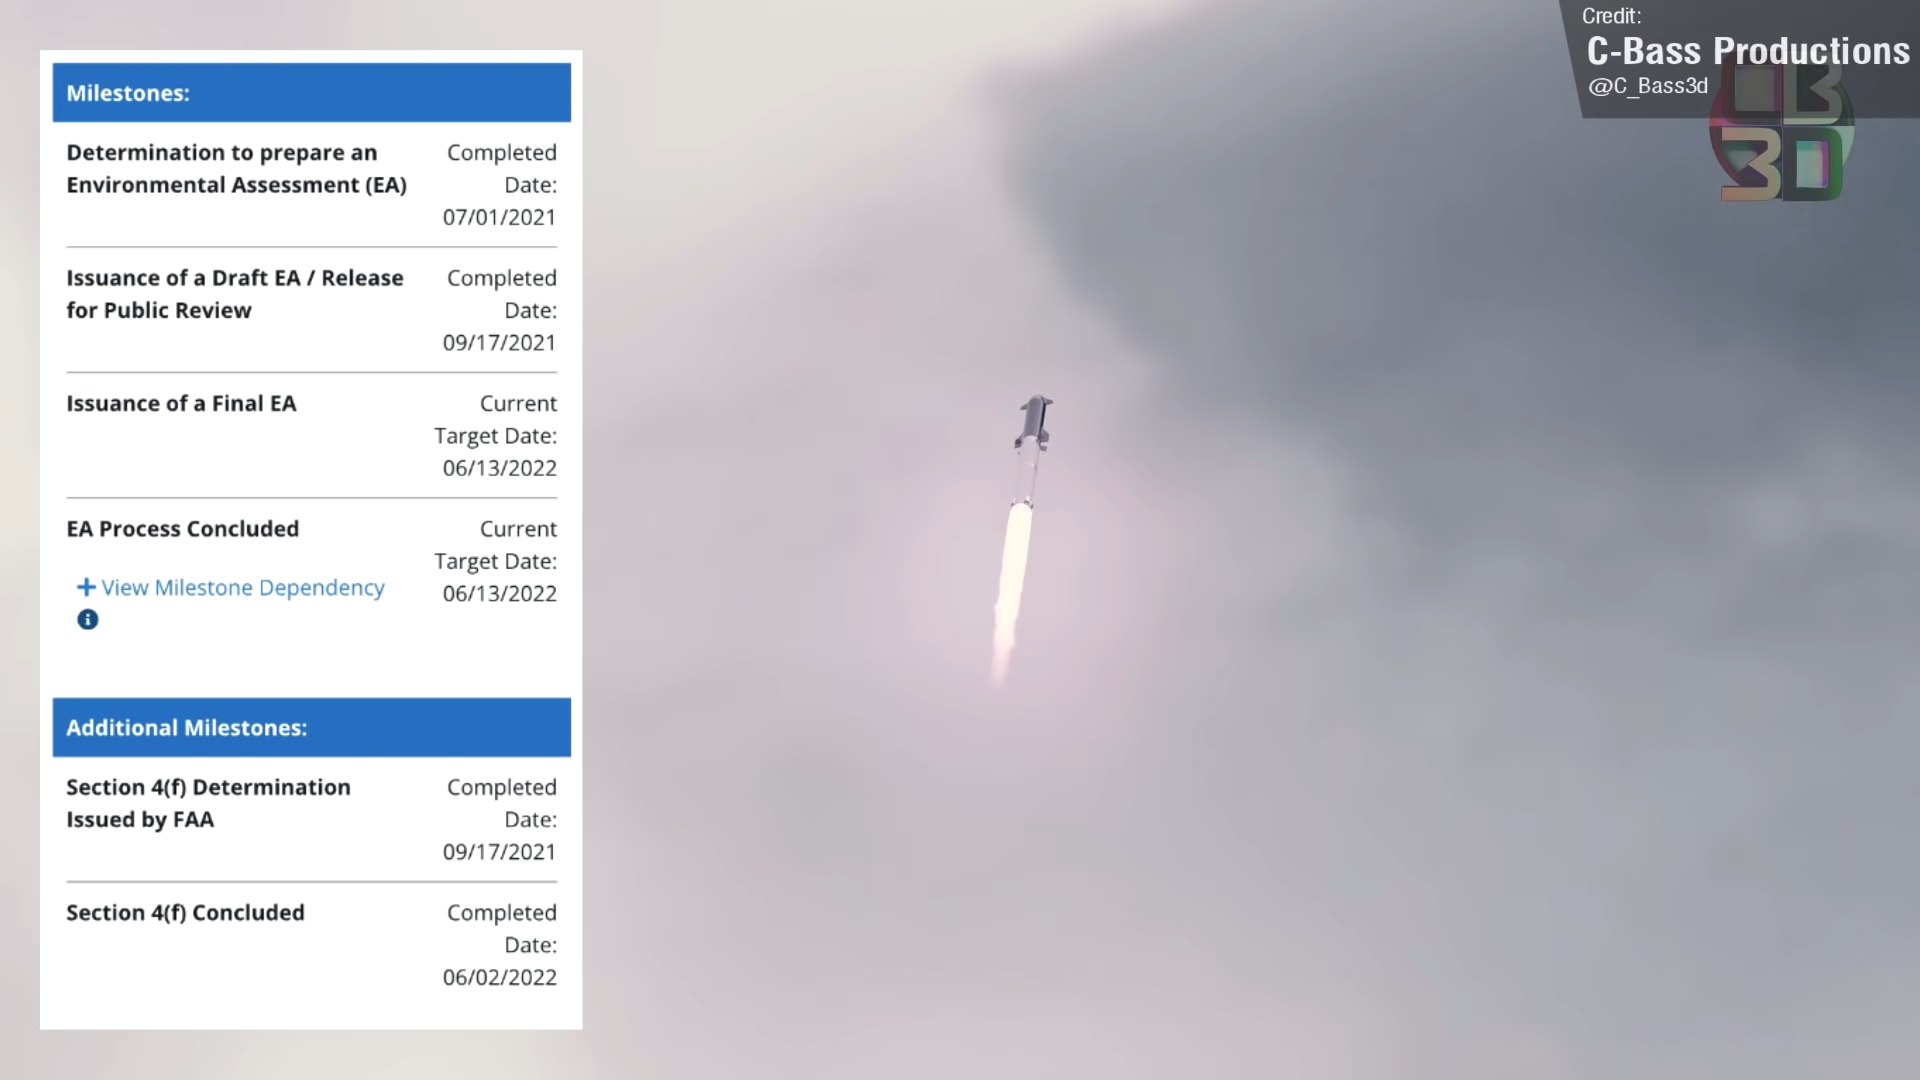 Credit:
C-Bass Productions
@C_Bass3d
CB
3D
Milestones:
Determination to prepare an
Environmental Assessment (EA)
Completed
Date:
07/01/2021
Issuance of a Draft EA / Release
for Public Review
Completed
Date:
09/17/2021
Issuance of a Final EA
Current
Target Date:
06/13/2022
EA Process Concluded
+ View Milestone Dependency
i
Current
Target Date:
06/13/2022
Additional Milestones:
Section 4(f) Determination
Issued by FAA
Completed
Date:
09/17/2021
Section 4(f) Concluded
Completed
Date:
06/02/2022